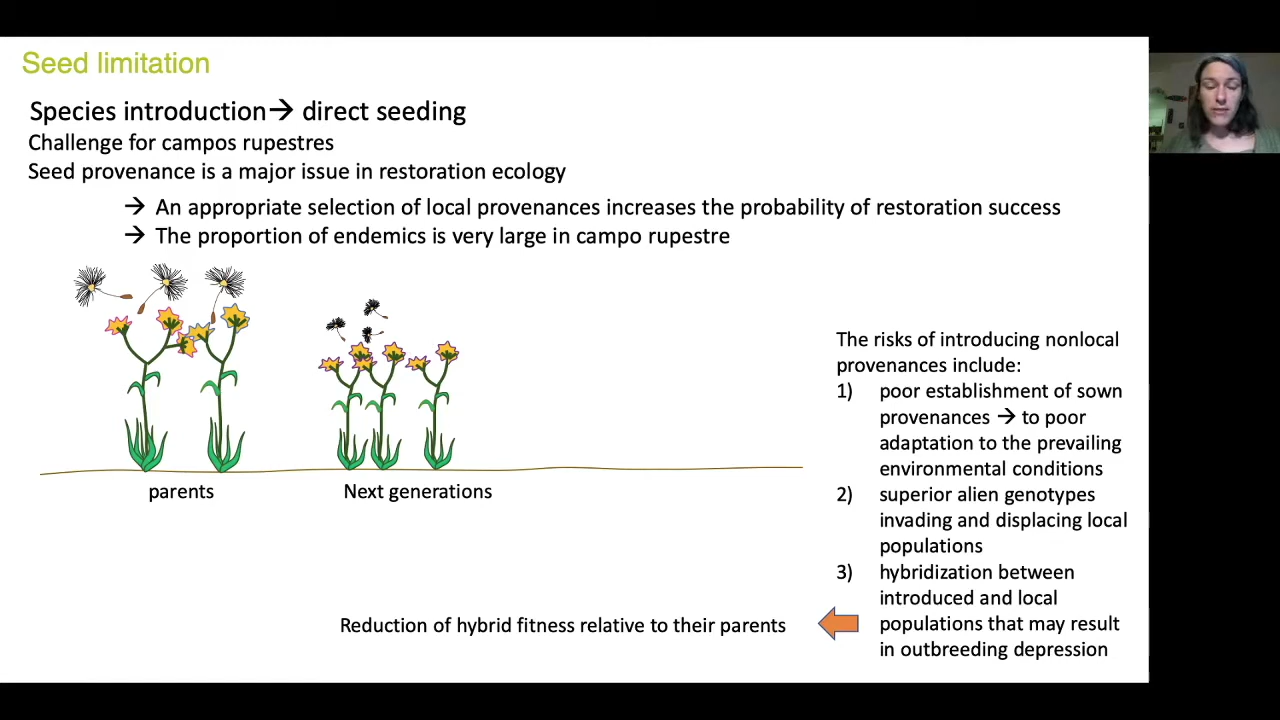 Seed limitation
Species introduction→ direct seeding
Challenge for campos rupestres
Seed provenance is a major issue in restoration ecology
→ An appropriate selection of local provenances increases the probability of restoration success
→ The proportion of endemics is very large in campo rupestre
parents
Next generations
The risks of introducing nonlocal
provenances include:
1) poor establishment of sown
provenances → to poor
adaptation to the prevailing
environmental conditions
2) superior alien genotypes
invading and displacing local
populations
3) hybridization between
introduced and local
populations that may result
in outbreeding depression
Reduction of hybrid fitness relative to their parents